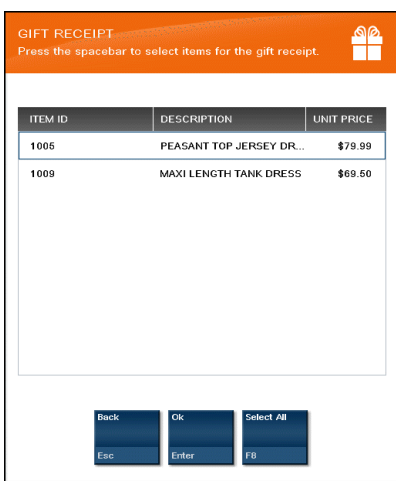 GIFT RECEIPT
Press the spacebar to select items for the gift receipt.
ITEM ID DESCRIPTION UNIT PRICE
1005 PEASANT TOP JERSEY DR... $79.99
1009 MAXI LENGTH TANK DRESS $69.50
Back Ok Select All
Esc Enter F8